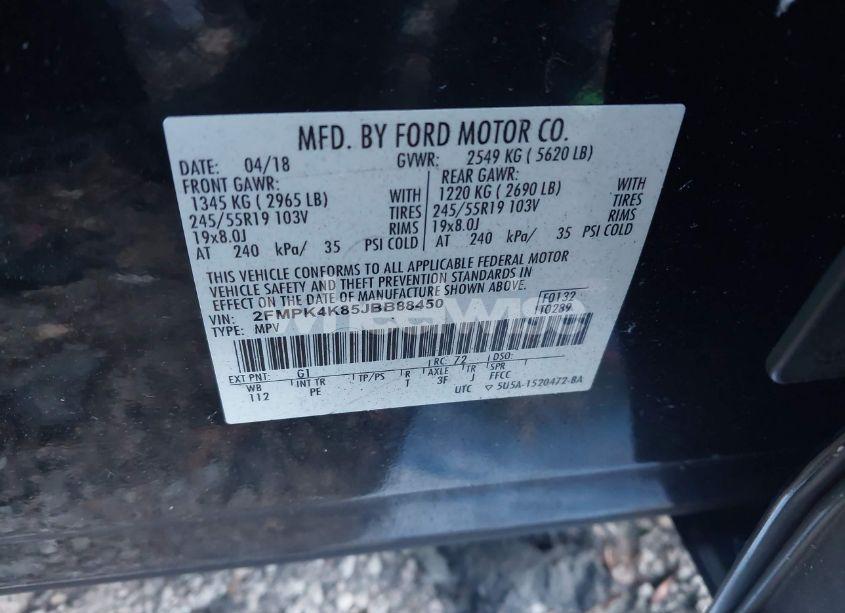 MFD. BY FORD MOTOR CO.
DATE: 04/18 GVWR: 2549 KG ( 5620 LB)
FRONT GAWR: REAR GAWR:
1345 KG ( 2965 LB) WITH 1220 KG ( 2690 LB) WITH
245/55R19 103V TIRES 245/55R19 103V TIRES
19x8.0J RIMS 19x8.0J RIMS
AT 240 kPa/ 35 PSI COLD AT 240 kPa/ 35 PSI COLD
THIS VEHICLE CONFORMS TO ALL APPLICABLE FEDERAL MOTOR
VEHICLE SAFETY AND THEFT PREVENTION STANDARDS IN
EFFECT ON THE DATE OF MANUFACTURE SHOWN ABOVE.
VIN: 2FMPK4K85JBB88450 F0132
TYPE: MPV T0289
EXT PNT: G1 RC: 72 DSO:
WB INT TR TP/PS R AXLE TR SPR
112 PE 1 3F J FFCC
UTC ▽ 5U5A-1520472-BA